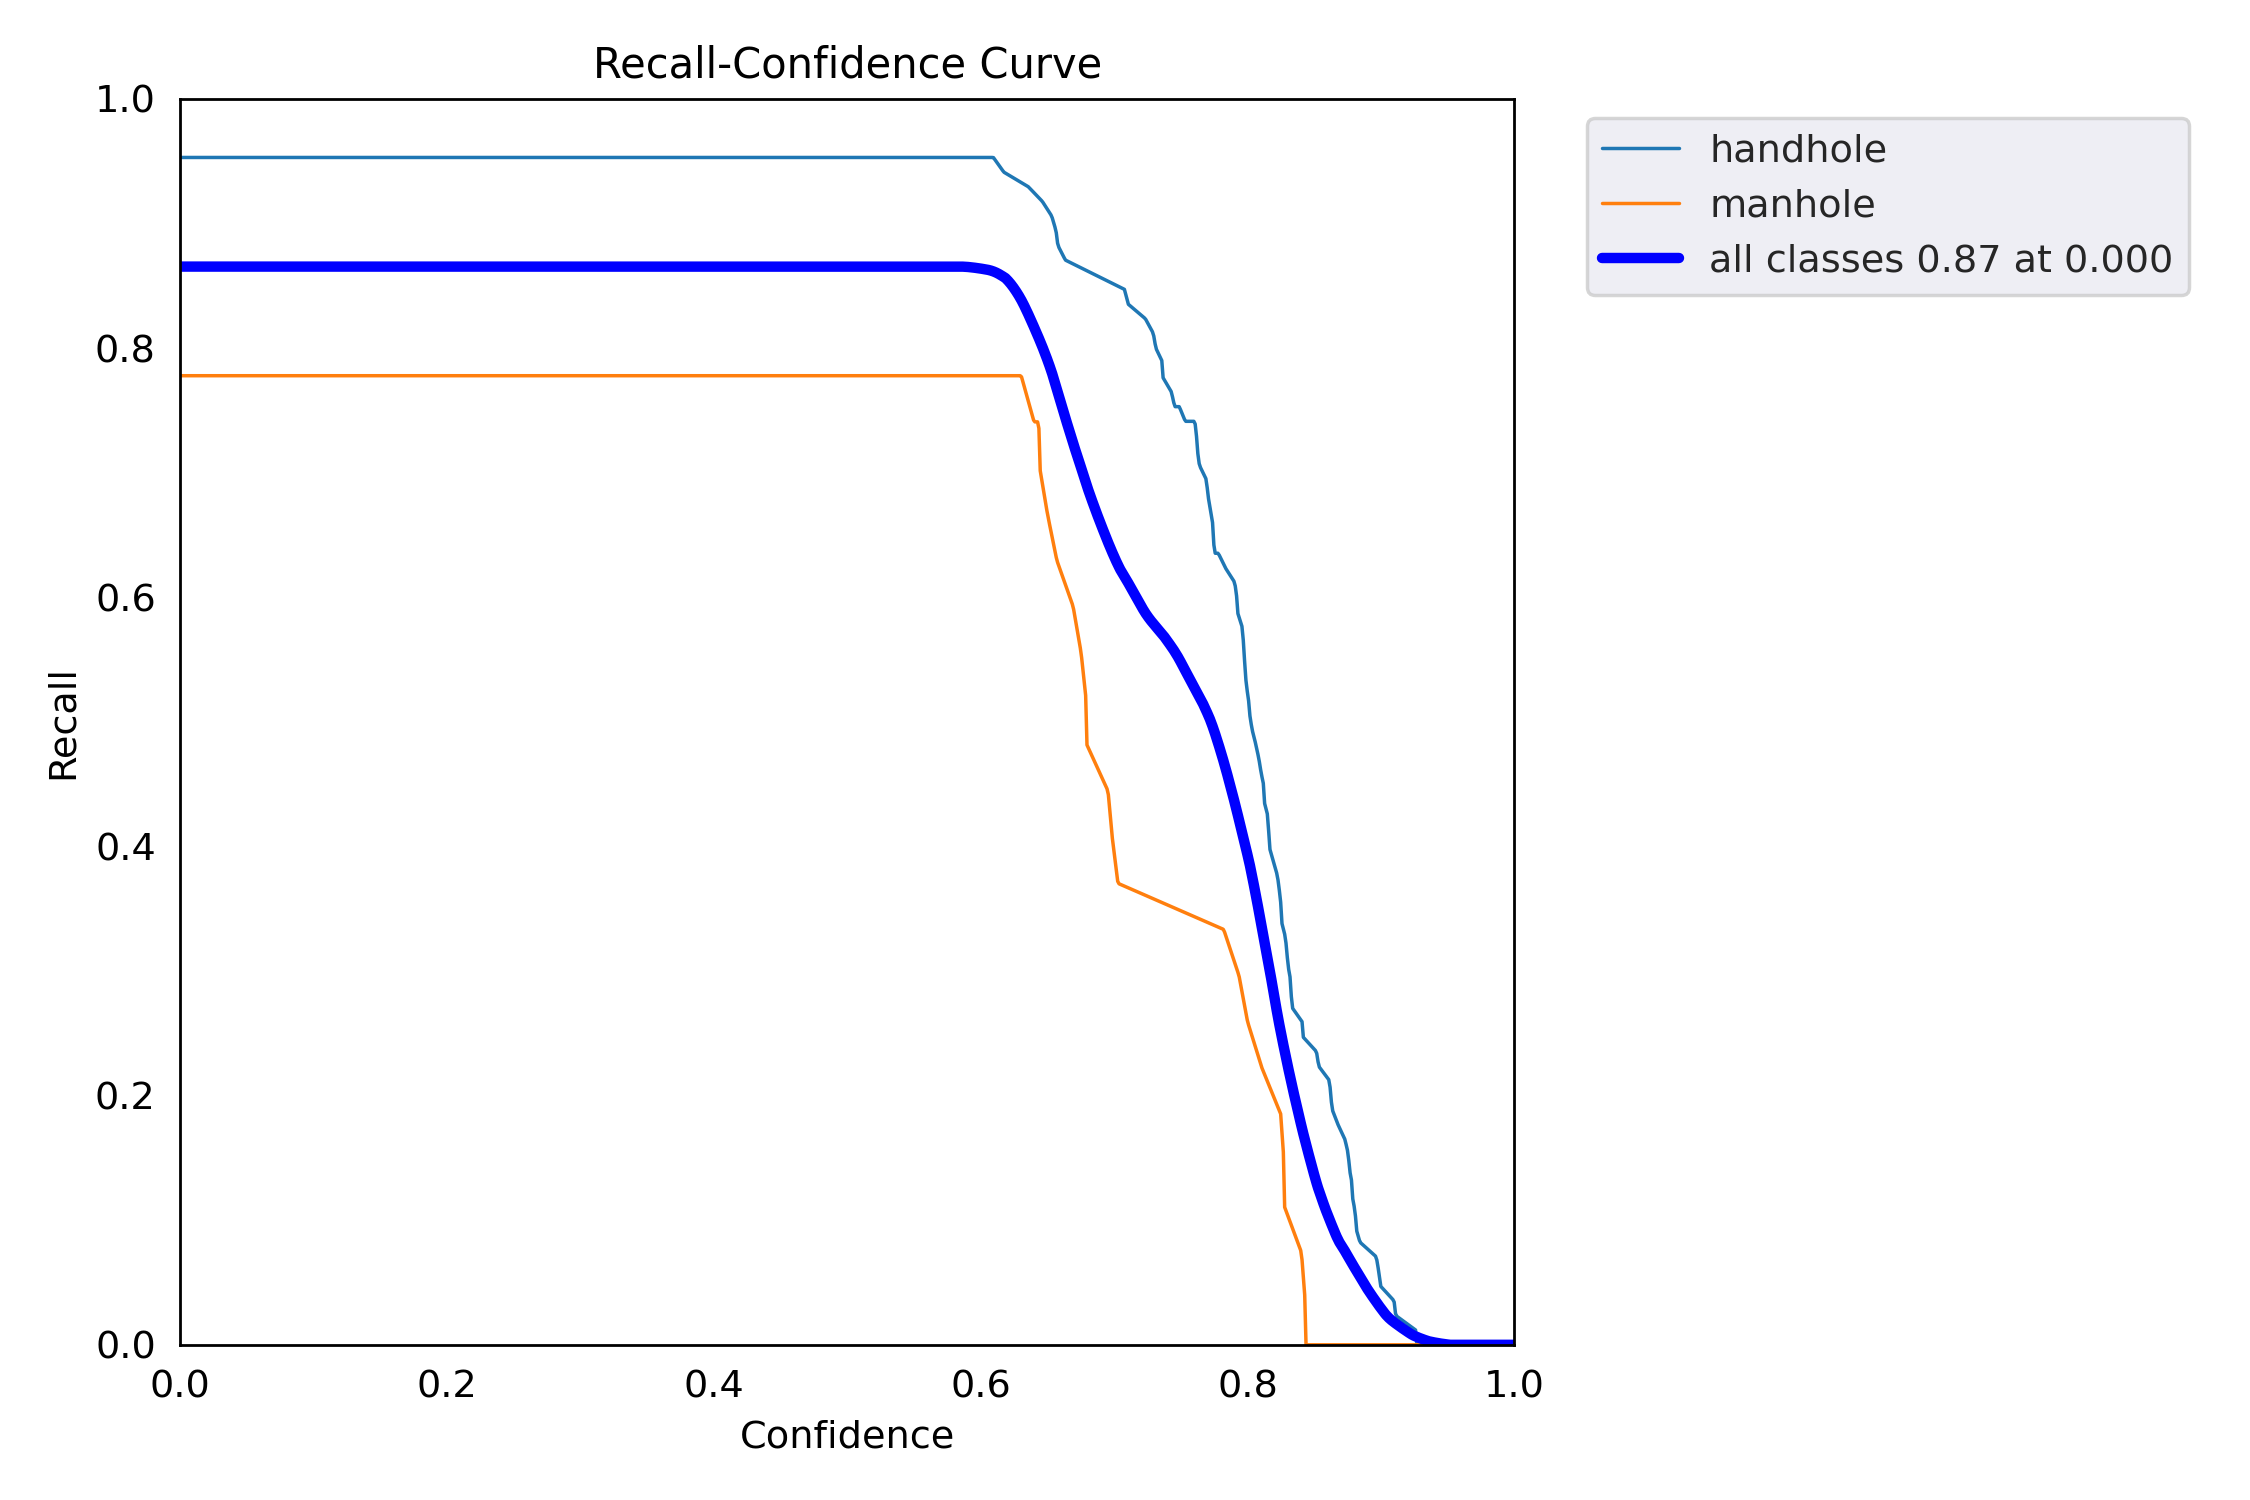 Recall-Confidence Curve
1.0
0.8
0.6
0.4
0.2
0.0
Recall
0.0 0.2 0.4 0.6 0.8 1.0
Confidence
handhole
manhole
all classes 0.87 at 0.000